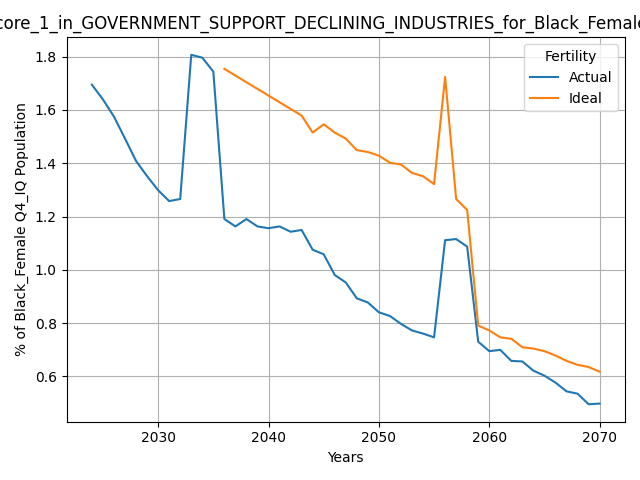 core_1_in_GOVERNMENT_SUPPORT_DECLINING_INDUSTRIES_for_Black_Female
Fertility
Actual
Ideal
% of Black_Female Q4_IQ Population
1.8
1.6
1.4
1.2
1.0
0.8
0.6
2030 2040 2050 2060 2070
Years